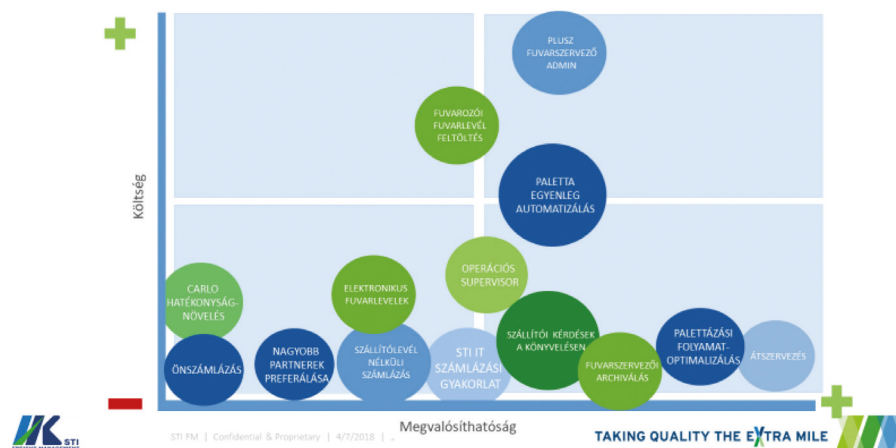 PLUSZ
FUVARSZERVEZŐ
ADMIN
FUVAROZÓI
FUVARLEVÉL
FELTÖLTÉS
PALETTA
EGYENLEG
AUTOMATIZÁLÁS
Költség
OPERÁCIÓS
SUPERVISOR
CARLO
HATÉKONYSÁG-
NÖVELÉS
ELEKTRONIKUS
FUVARLEVELEK
ÖNSZÁMLÁZÁS
NAGYOBB
PARTNEREK
PREFERÁLÁSA
SZÁLLÍTÓLEVÉL
NÉLKÜLI
SZÁMLÁZÁS
STI IT
SZÁMLÁZÁSI
GYAKORLAT
SZÁLLÍTÓI KÉRDÉSEK
A KÖNYVELÉSEN
FUVARSZERVEZŐI
ARCHIVÁLÁS
PALETTÁZÁSI
FOLYAMAT-
OPTIMALIZÁLÁS
ÁTSZERVEZÉS
Megvalósíthatóság
STI
STI FM | Confidential & Proprietary | 4/7/2018 |
TAKING QUALITY THE EXTRA MILE